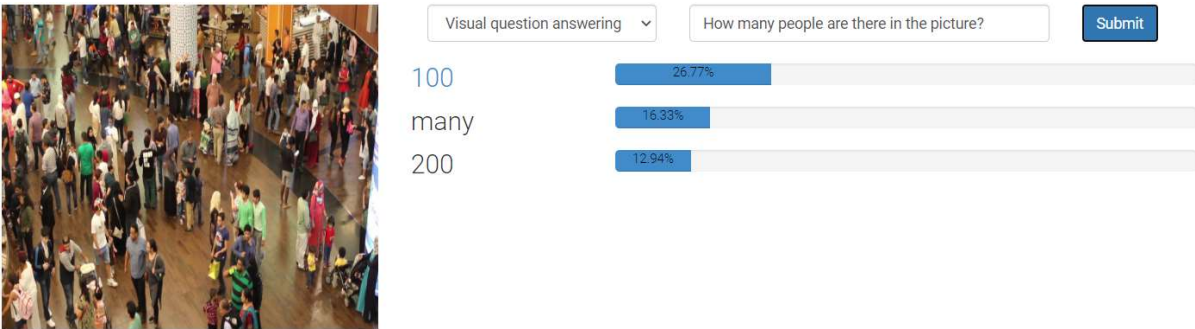 Visual question answering
How many people are there in the picture?
Submit
100
26.77%
many
16.33%
200
12.94%